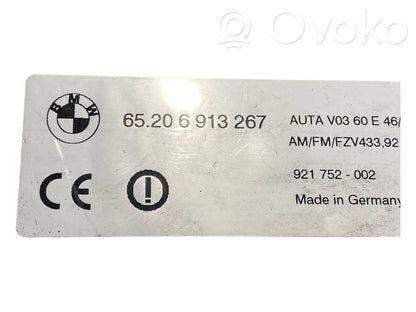 OVOKO
BMW
65.20 6 913 267
AUTA V03 60 E 46/
AM/FM/FZV433,92
921 752 - 002
CE
Made in Germany